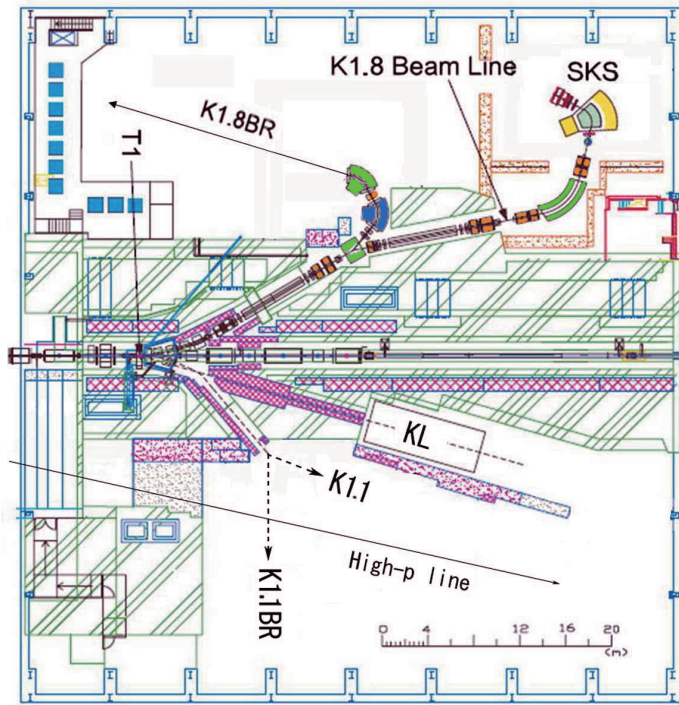 K1.8 Beam Line
SKS
K1.8BR
T1
KL
K1.1
K1.1BR
High-p line
0 4 12 16 20
(m)